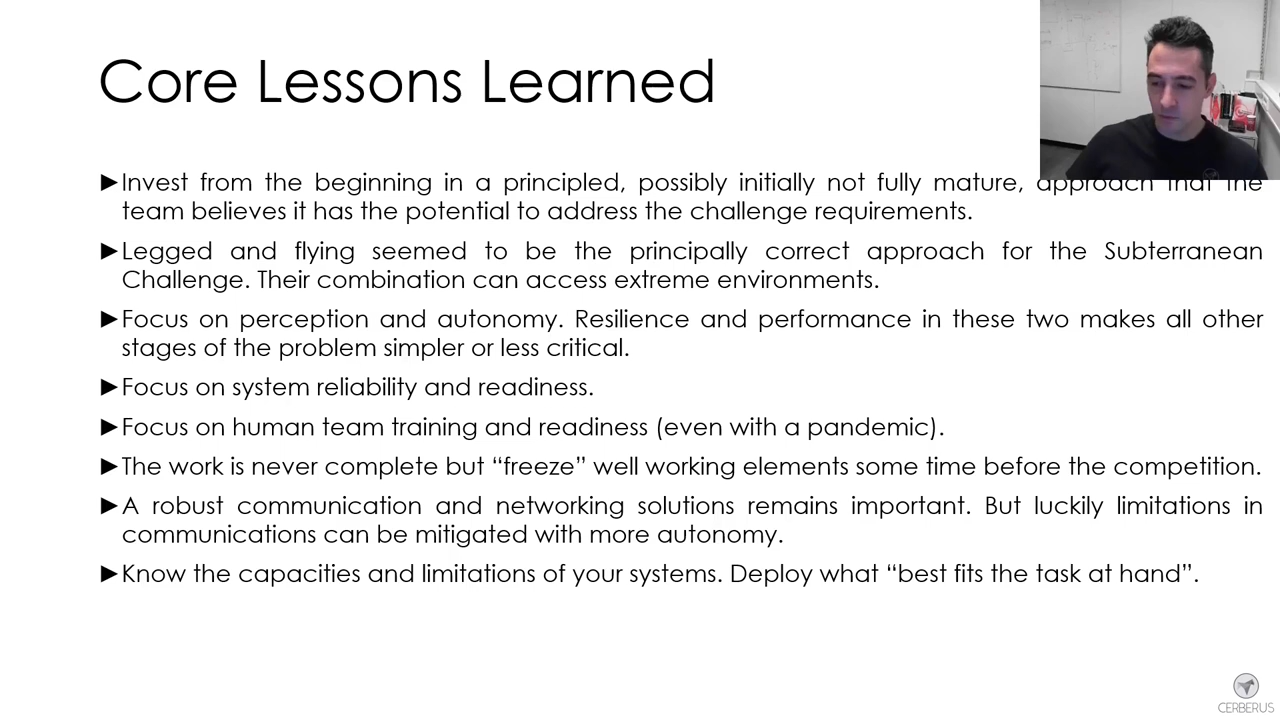 Core Lessons Learned
►Invest from the beginning in a principled, possibly initially not fully mature, approach that the
team believes it has the potential to address the challenge requirements.
►Legged and flying seemed to be the principally correct approach for the Subterranean
Challenge. Their combination can access extreme environments.
►Focus on perception and autonomy. Resilience and performance in these two makes all other
stages of the problem simpler or less critical.
►Focus on system reliability and readiness.
►Focus on human team training and readiness (even with a pandemic).
►The work is never complete but “freeze” well working elements some time before the competition.
►A robust communication and networking solutions remains important. But luckily limitations in
communications can be mitigated with more autonomy.
►Know the capacities and limitations of your systems. Deploy what “best fits the task at hand”.
CERBERUS